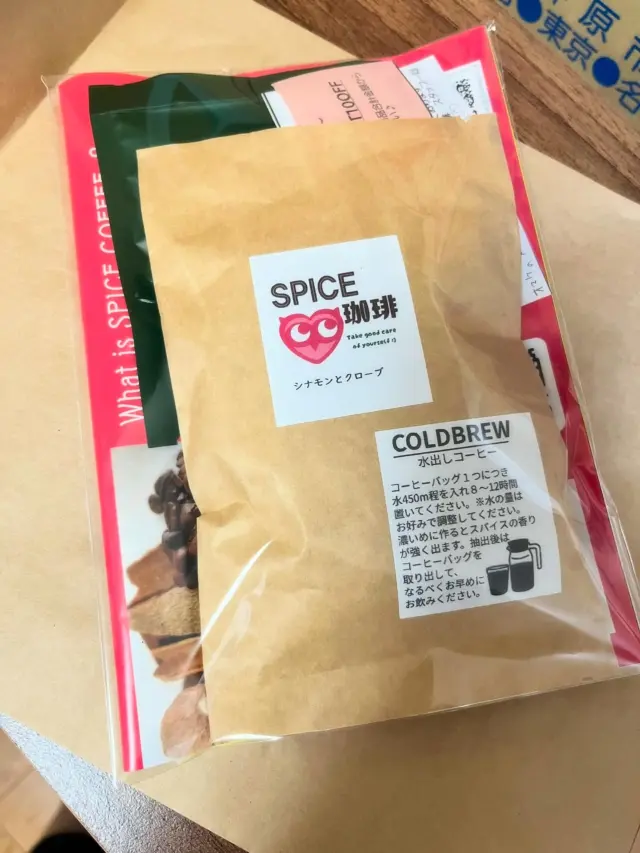 原市
東京●名
What is SPICE COFFEE
SPICE
珈琲
Take good care
of yourself :)
シナモンとクローブ
COLDBREW
水出しコーヒー
コーヒーバッグ1つにつき
水450m程を入れ8〜12時間
置いてください。※水の量は
お好みで調整してください。
濃いめに作るとスパイスの香り
が強く出ます。抽出後は
コーヒーバッグを
取り出して、
なるべくお早めに
お飲みください。